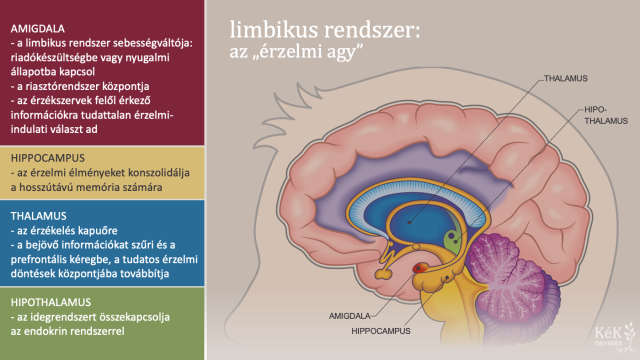 AMIGDALA
- a limbikus rendszer sebességváltója:
riadókészültségbe vagy nyugalmi
állapotba kapcsol
- a riasztórendszer központja
- az érzékszervek felől érkező
információkra tudattalan érzelmi-
indulati választ ad
HIPPOCAMPUS
- az érzelmi élményeket konszolidálja
a hosszútávú memória számára
THALAMUS
- az érzékelés kapuőre
- a bejövő információkat szűri és a
prefrontális kéregbe, a tudatos érzelmi
döntések központjába továbbítja
HIPOTHALAMUS
- az idegrendszert összekapcsolja
az endokrin rendszerrel
limbikus rendszer:
az „érzelmi agy”
THALAMUS
HIPO-
THALAMUS
AMIGDALA
HIPPOCAMPUS
KéK
nevelés